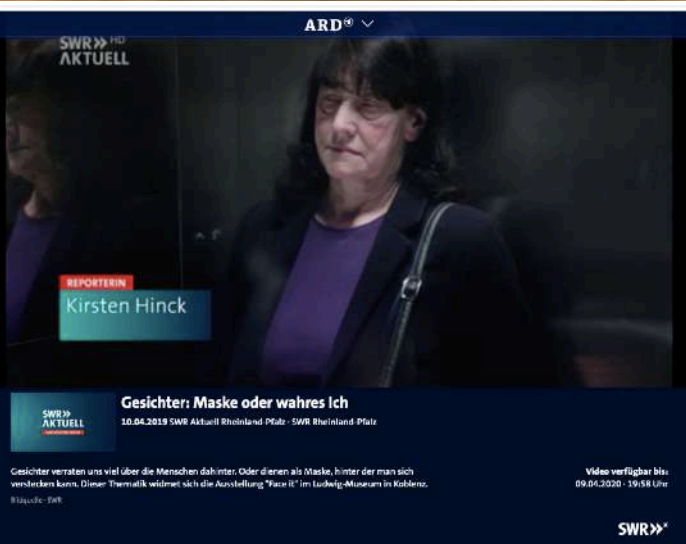 ARD
SWR» HD
AKTUELL
REPORTERIN
Kirsten Hinck
SWR»
AKTUELL
Gesichter: Maske oder wahres Ich
10.04.2019 SWR Aktuell Rheinland-Pfalz · SWR Rheinland-Pfalz
Gesichter verraten uns viel über die Menschen dahinter. Oder dienen als Maske, hinter der man sich
verstecken kann. Dieser Thematik widmet sich die Ausstellung "Face it" im Ludwig-Museum in Koblenz.
Bildquelle · SWR
Video verfügbar bis:
09.04.2020 · 19:58 Uhr
SWR»